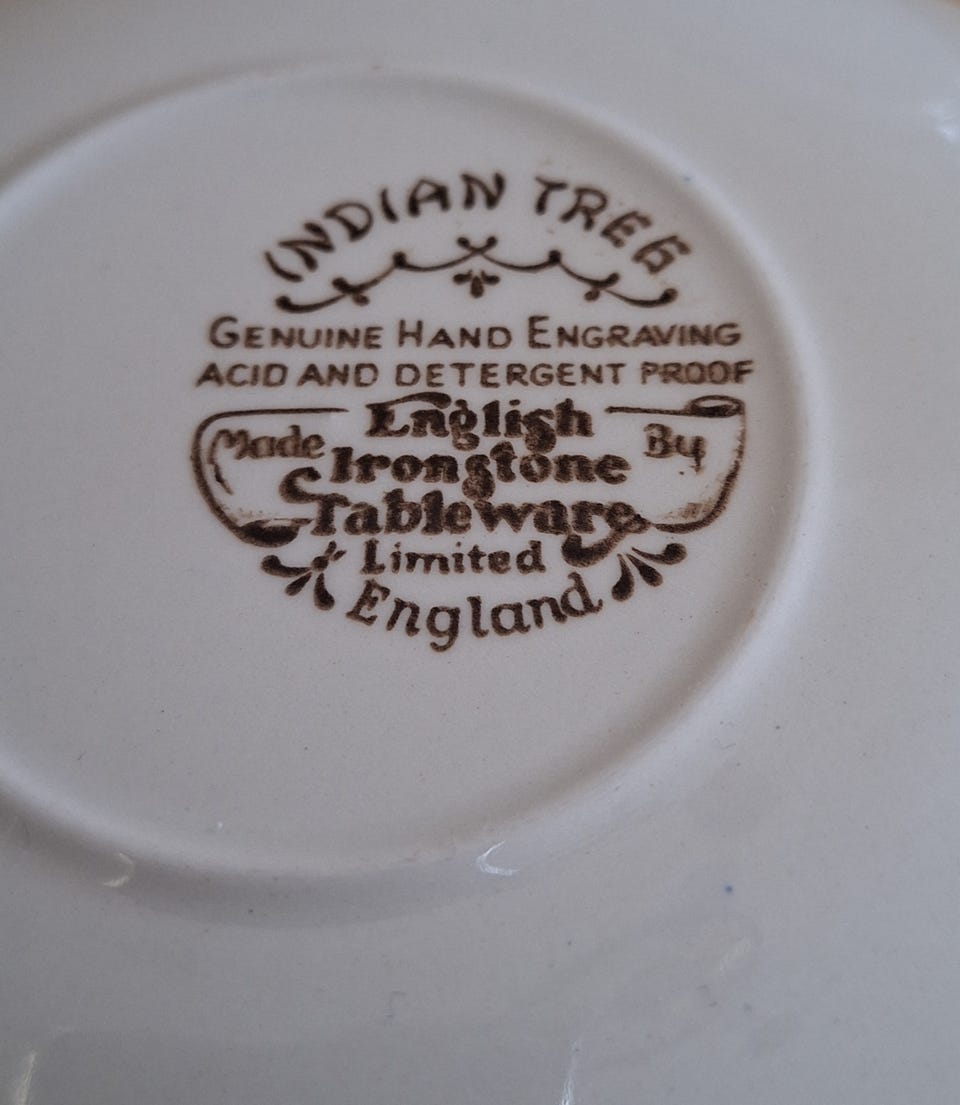 INDIAN TREE
GENUINE HAND ENGRAVING
ACID AND DETERGENT PROOF
Made English By
Ironstone
Tableware
Limited
England